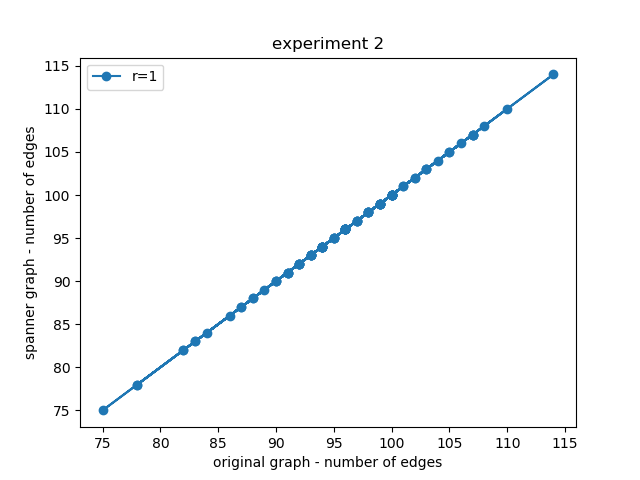 experiment 2
r=1
115
110
105
100
95
90
85
80
75
spanner graph - number of edges
75 80 85 90 95 100 105 110 115
original graph - number of edges